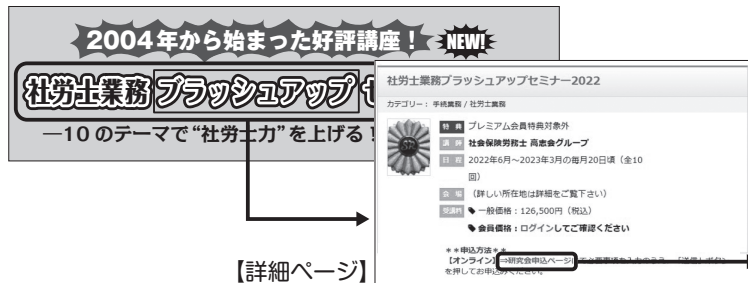 2004年から始まった好評講座!
NEW!
社労士業務ブラッシュアップセ
―10のテーマで“社労士力”を上げる!
社労士業務ブラッシュアップセミナー2022
カテゴリー: 手続業務 / 社労士業務
特 典 プレミアム会員特典対象外
講 師 社会保険労務士 高志会グループ
日 程 2022年6月~2023年3月の毎月20日頃(全10
回)
会 場 (詳しい所在地は詳細をご覧下さい)
受講料 一般価格:126,500円(税込)
会員価格:ログインしてご確認ください
**申込方法**
【オンライン】⇒研究会申込ページ
を押してお申込みください。
【詳細ページ】